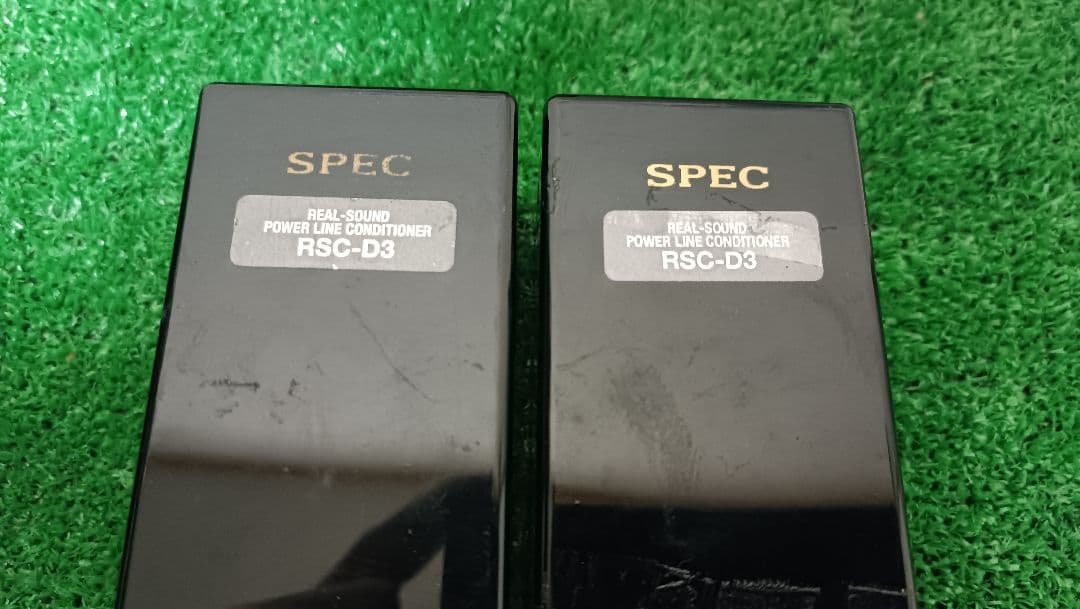 SPEC
REAL-SOUND
POWER LINE CONDITIONER
RSC-D3
SPEC
REAL-SOUND
POWER LINE CONDITIONER
RSC-D3